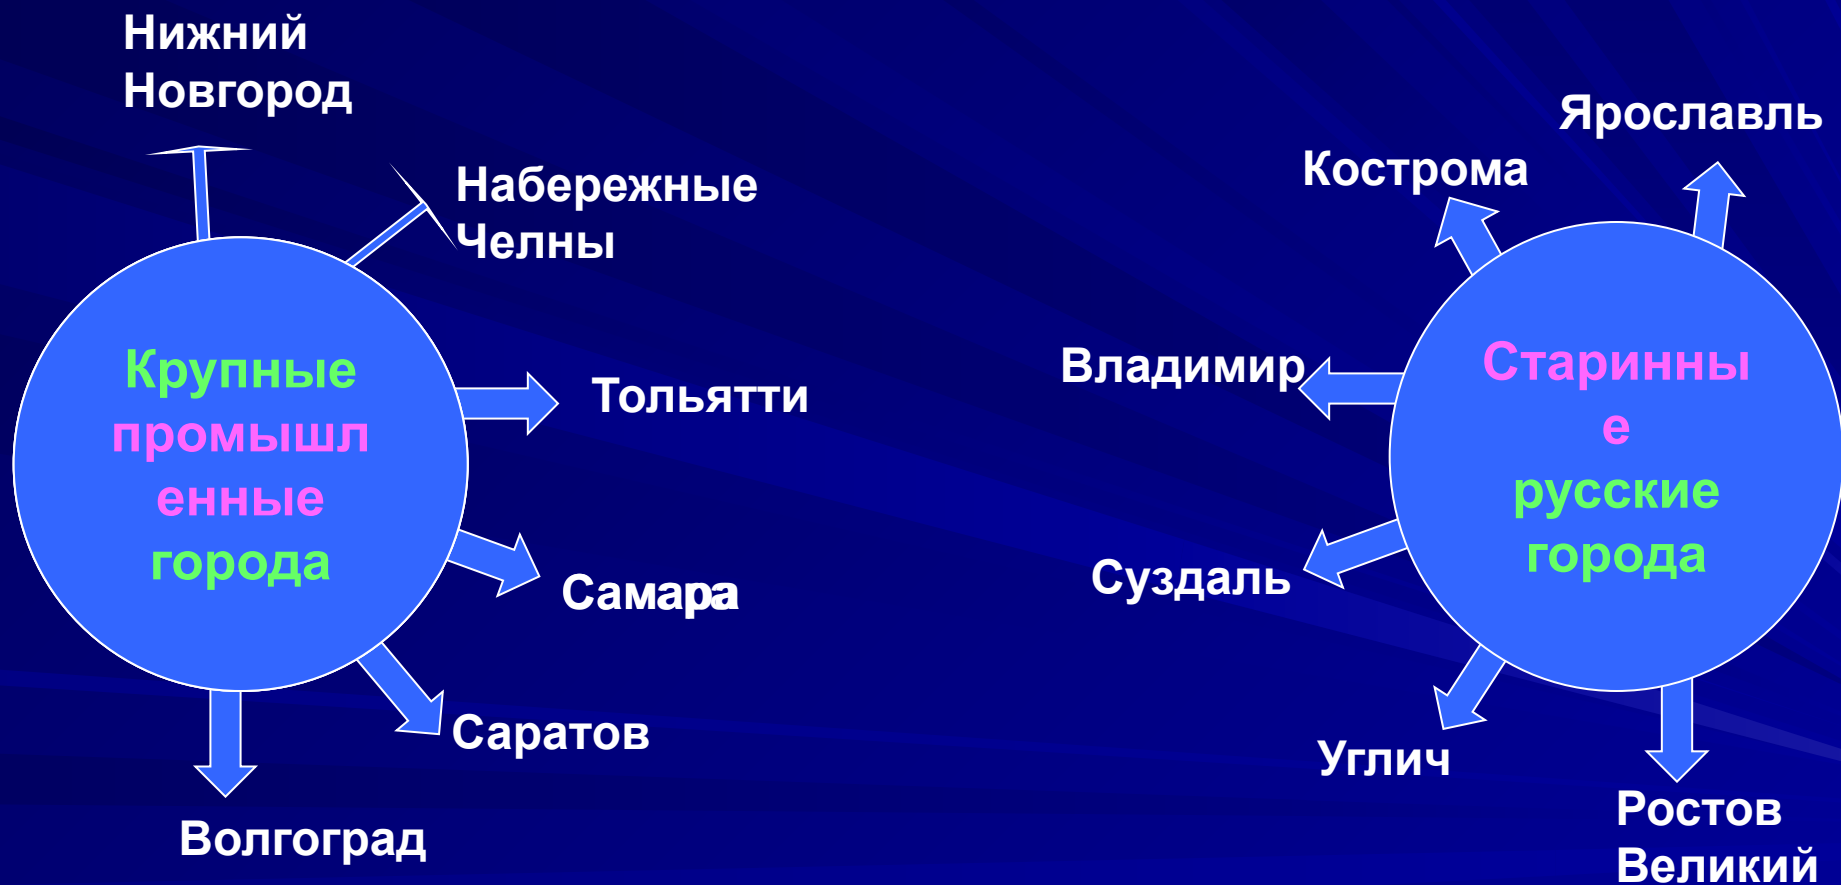 Нижний
Новгород
Набережные
Челны
Крупные
промышл
енные
города
Тольятти
Самара
Саратов
Волгоград
Ярославль
Кострома
Владимир
Старинны
е
русские
города
Суздаль
Углич
Ростов
Великий